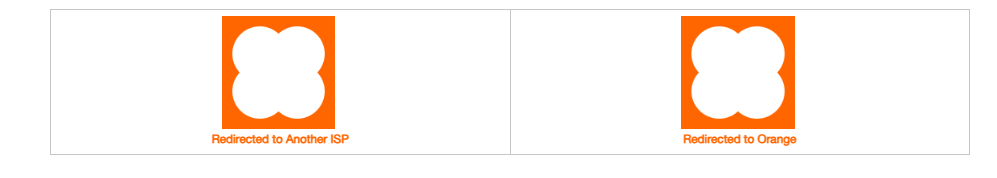 Redirected to Another ISP
Redirected to Orange